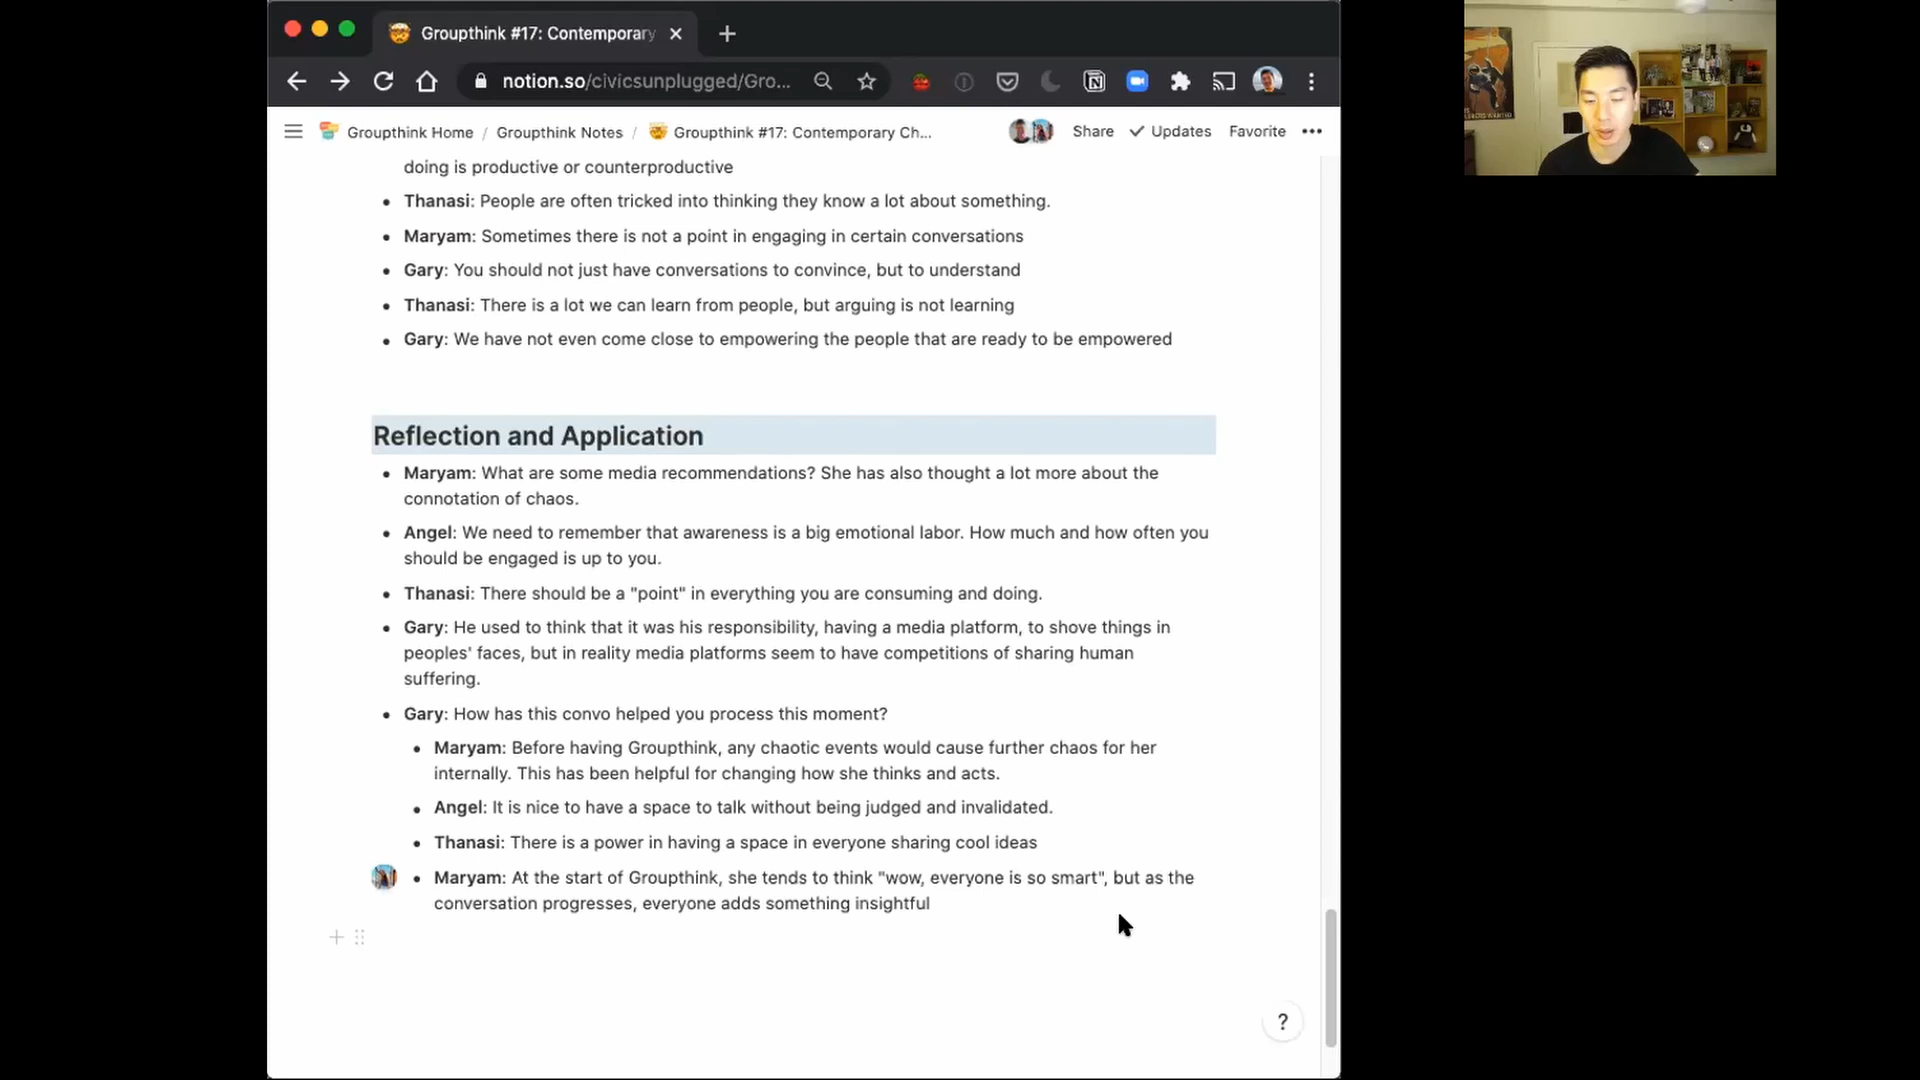 Groupthink #17: Contemporary
notion.so/civicsunplugged/Gro...
Groupthink Home / Groupthink Notes / Groupthink #17: Contemporary Ch... Share Updates Favorite
doing is productive or counterproductive
Thanasi: People are often tricked into thinking they know a lot about something.
Maryam: Sometimes there is not a point in engaging in certain conversations
Gary: You should not just have conversations to convince, but to understand
Thanasi: There is a lot we can learn from people, but arguing is not learning
Gary: We have not even come close to empowering the people that are ready to be empowered
Reflection and Application
Maryam: What are some media recommendations? She has also thought a lot more about the
connotation of chaos.
Angel: We need to remember that awareness is a big emotional labor. How much and how often you
should be engaged is up to you.
Thanasi: There should be a "point" in everything you are consuming and doing.
Gary: He used to think that it was his responsibility, having a media platform, to shove things in
peoples' faces, but in reality media platforms seem to have competitions of sharing human
suffering.
Gary: How has this convo helped you process this moment?
Maryam: Before having Groupthink, any chaotic events would cause further chaos for her
internally. This has been helpful for changing how she thinks and acts.
Angel: It is nice to have a space to talk without being judged and invalidated.
Thanasi: There is a power in having a space in everyone sharing cool ideas
Maryam: At the start of Groupthink, she tends to think "wow, everyone is so smart", but as the
conversation progresses, everyone adds something insightful
?